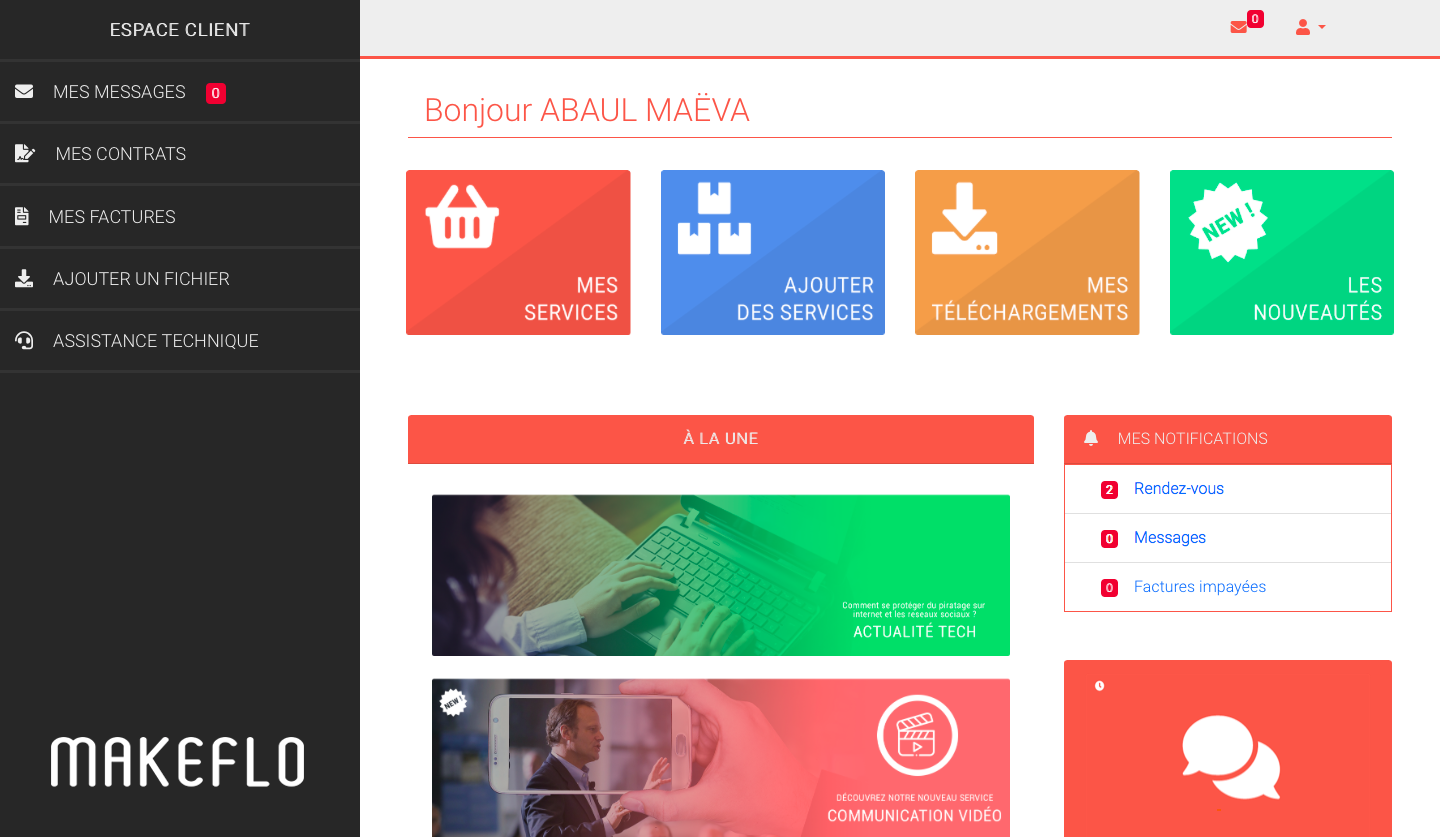 ESPACE CLIENT
MES MESSAGES 0
MES CONTRATS
MES FACTURES
AJOUTER UN FICHIER
ASSISTANCE TECHNIQUE
MAKEFLO
0
Bonjour ABAUL MAËVA
MES
SERVICES
AJOUTER
DES SERVICES
MES
TÉLÉCHARGEMENTS
NEW !
LES
NOUVEAUTÉS
À LA UNE
Comment se protéger du piratage sur
internet et les reseaux sociaux ?
ACTUALITÉ TECH
NEW !
DÉCOUVREZ NOTRE NOUVEAU SERVICE
COMMUNICATION VIDÉO
MES NOTIFICATIONS
2 Rendez-vous
0 Messages
0 Factures impayées